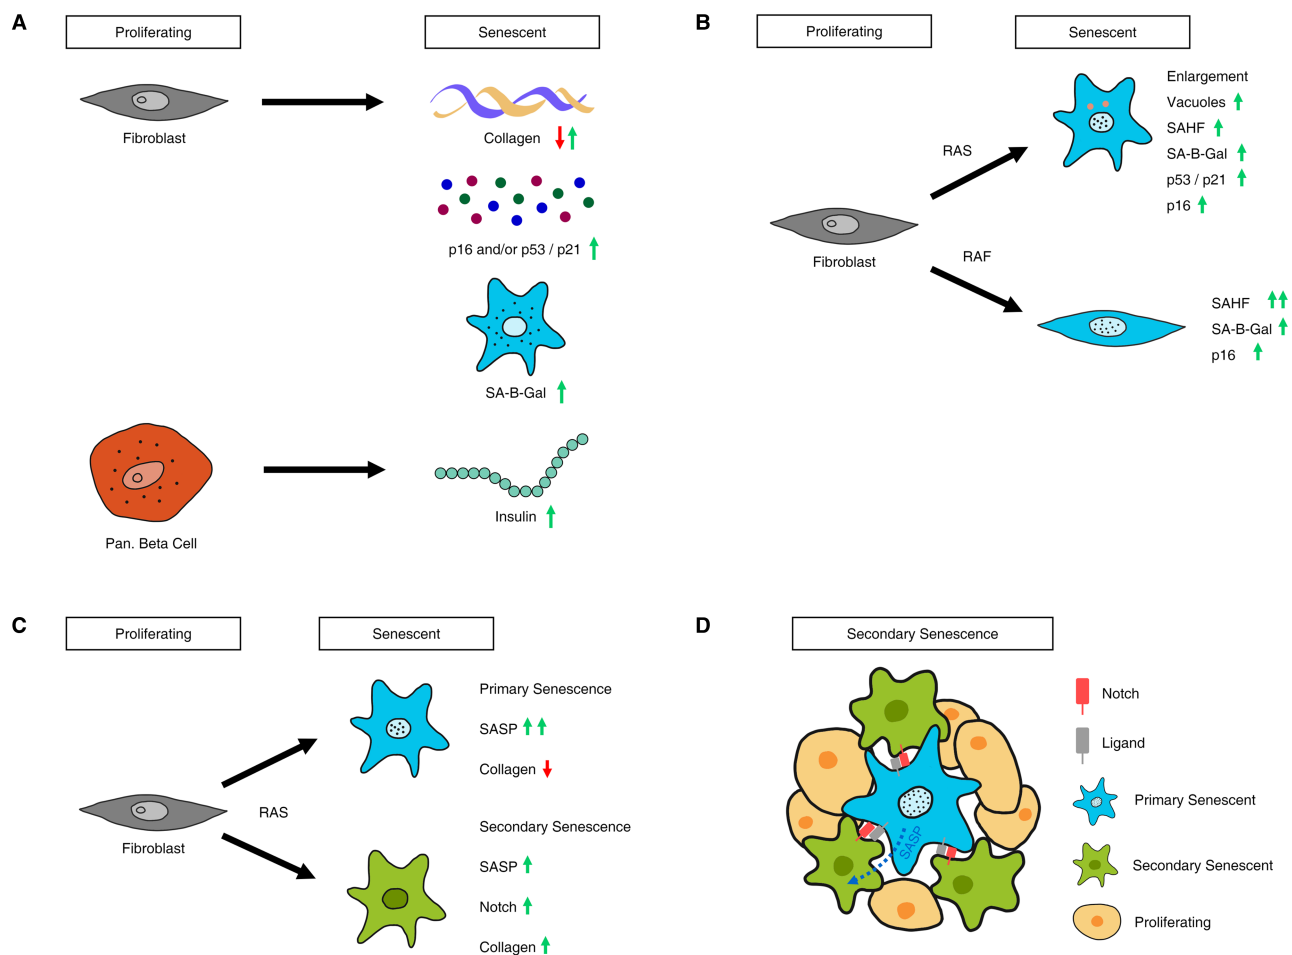 A
Proliferating
Senescent
Fibroblast
Collagen
p16 and/or p53 / p21
SA-B-Gal
Pan. Beta Cell
Insulin
B
Proliferating
Senescent
Fibroblast
RAS
RAF
Enlargement
Vacuoles
SAHF
SA-B-Gal
p53 / p21
p16
SAHF
SA-B-Gal
p16
C
Proliferating
Senescent
Fibroblast
RAS
Primary Senescence
SASP
Collagen
Secondary Senescence
SASP
Notch
Collagen
D
Secondary Senescence
SASP
Notch
Ligand
Primary Senescent
Secondary Senescent
Proliferating